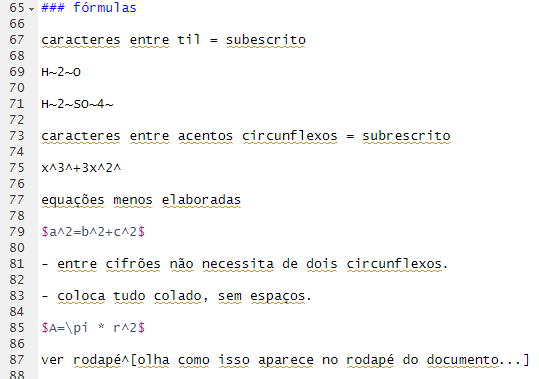 65 ### fórmulas
66
67 caracteres entre til = subescrito
68
69 H~2~O
70
71 H~2~SO~4~
72
73 caracteres entre acentos circunflexos = subrescrito
74
75 x^3^+3x^2^
76
77 equações menos elaboradas
78
79 $a^2=b^2+c^2$
80
81 - entre cifrões não necessita de dois circunflexos.
82
83 - coloca tudo colado, sem espaços.
84
85 $A=\pi * r^2$
86
87 ver rodapé^[olha como isso aparece no rodapé do documento...]
88